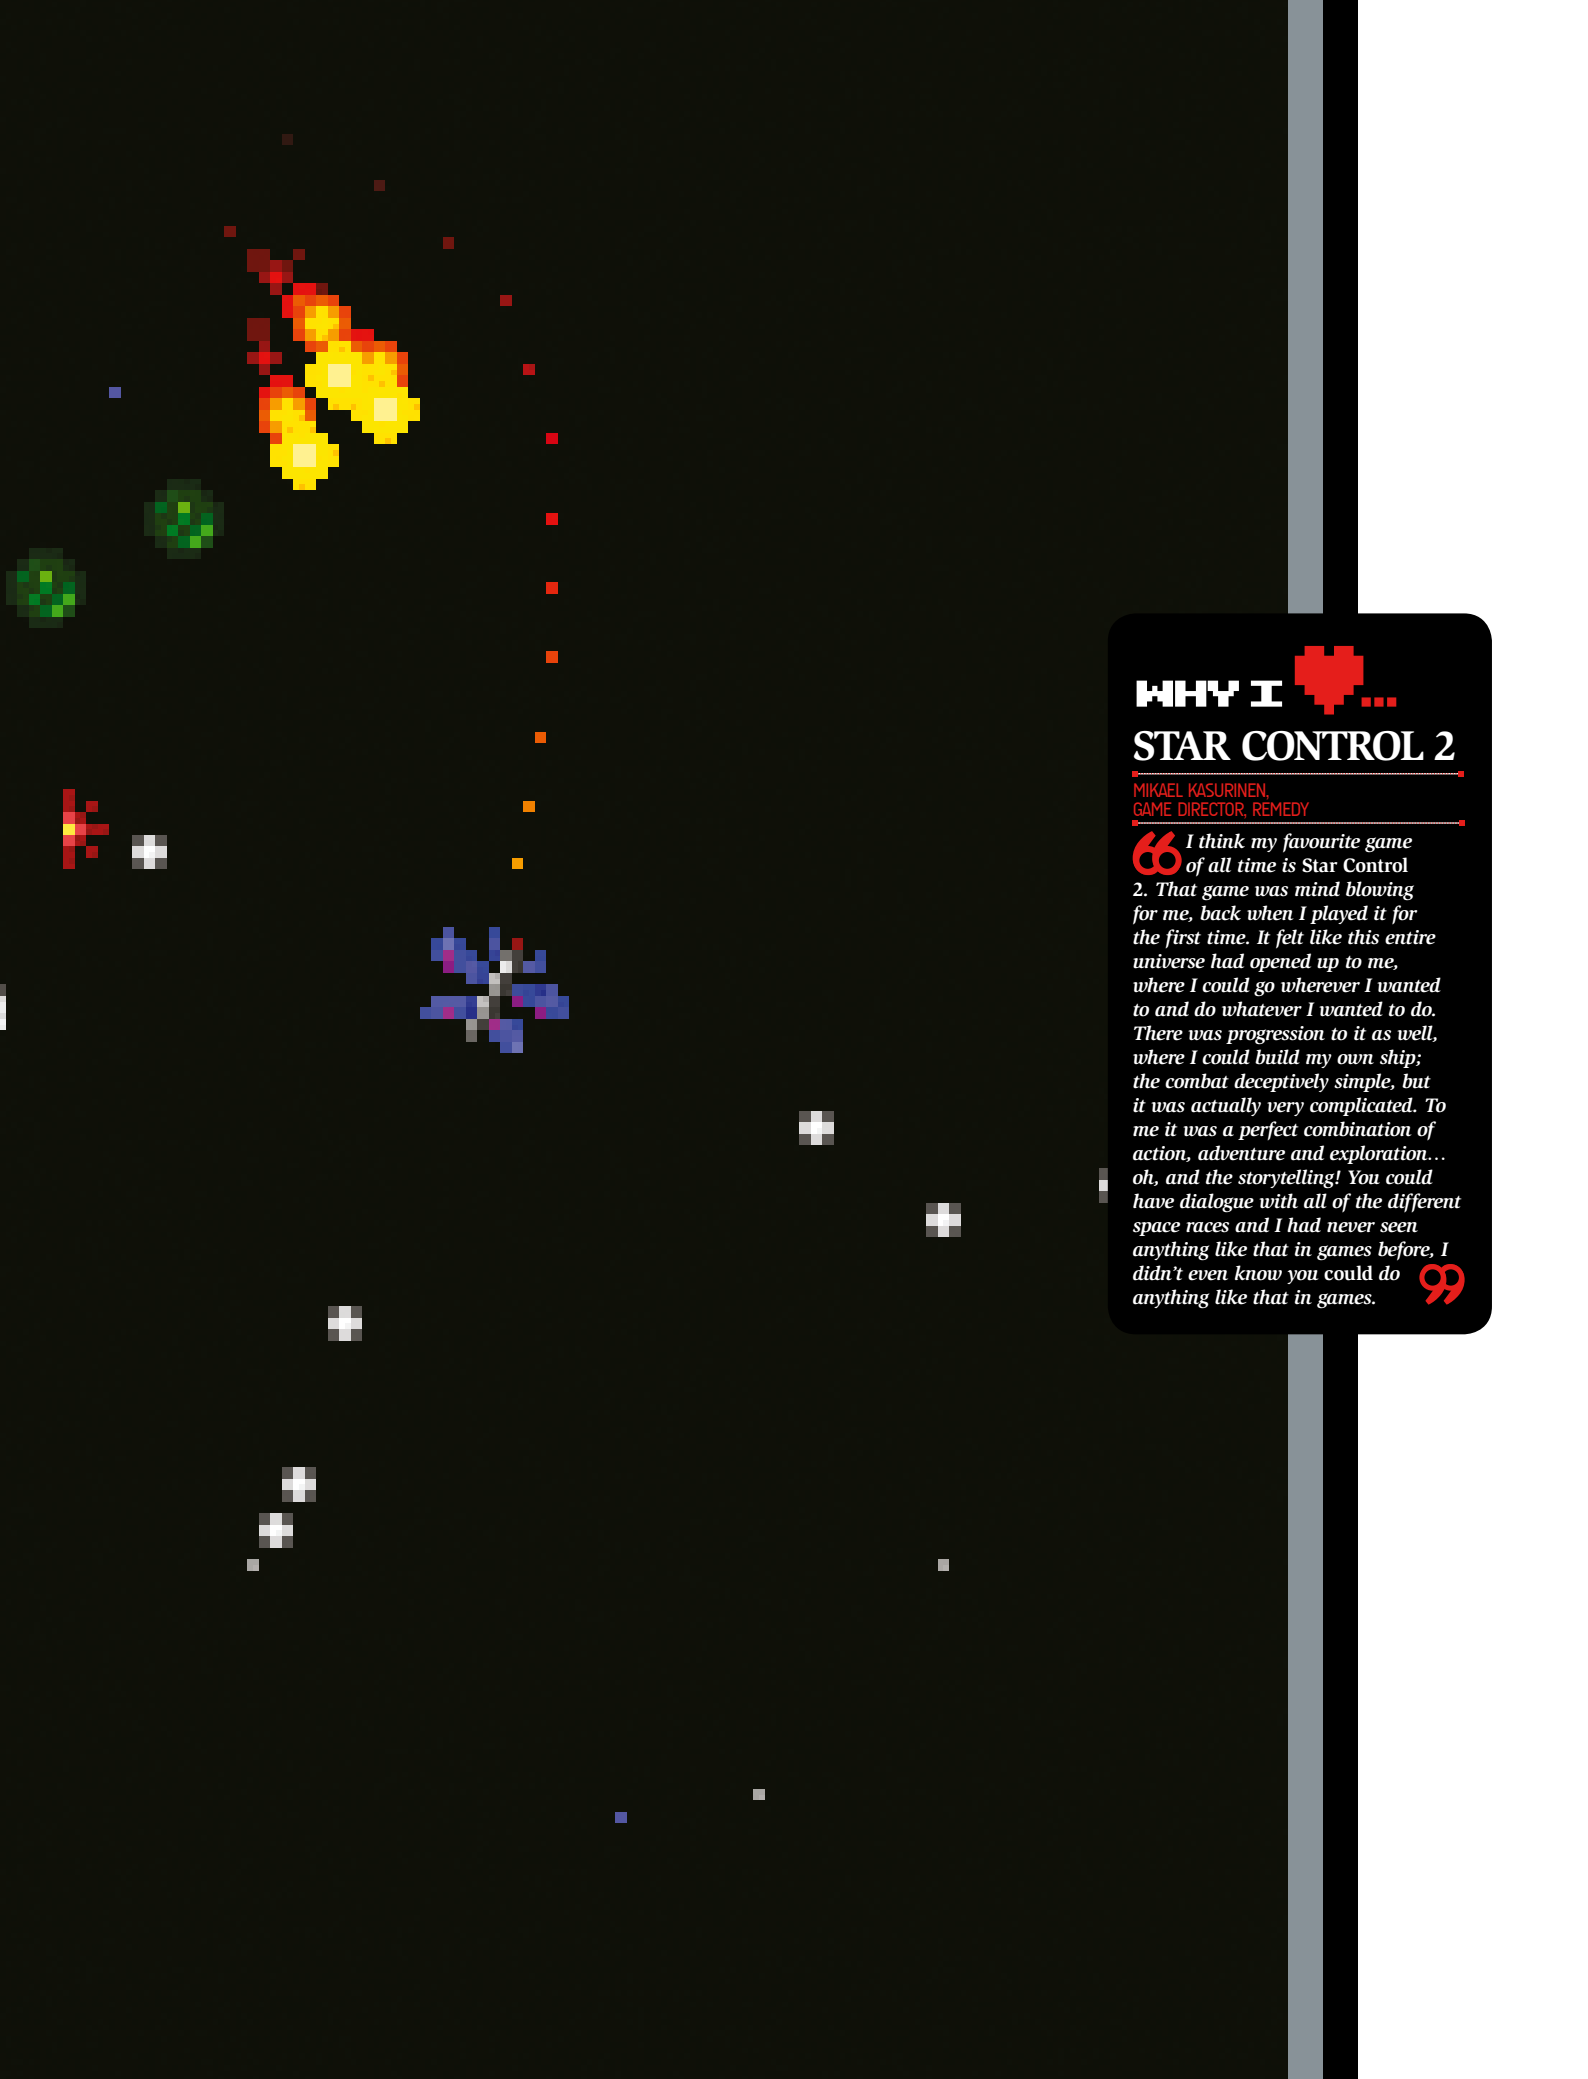 WHY I ...
STAR CONTROL 2
MIKAEL KASURINEN,
GAME DIRECTOR, REMEDY
“ I think my favourite game
of all time is Star Control
2. That game was mind blowing
for me, back when I played it for
the first time. It felt like this entire
universe had opened up to me,
where I could go wherever I wanted
to and do whatever I wanted to do.
There was progression to it as well,
where I could build my own ship;
the combat deceptively simple, but
it was actually very complicated. To
me it was a perfect combination of
action, adventure and exploration…
oh, and the storytelling! You could
have dialogue with all of the different
space races and I had never seen
anything like that in games before, I
didn’t even know you could do
anything like that in games. ”